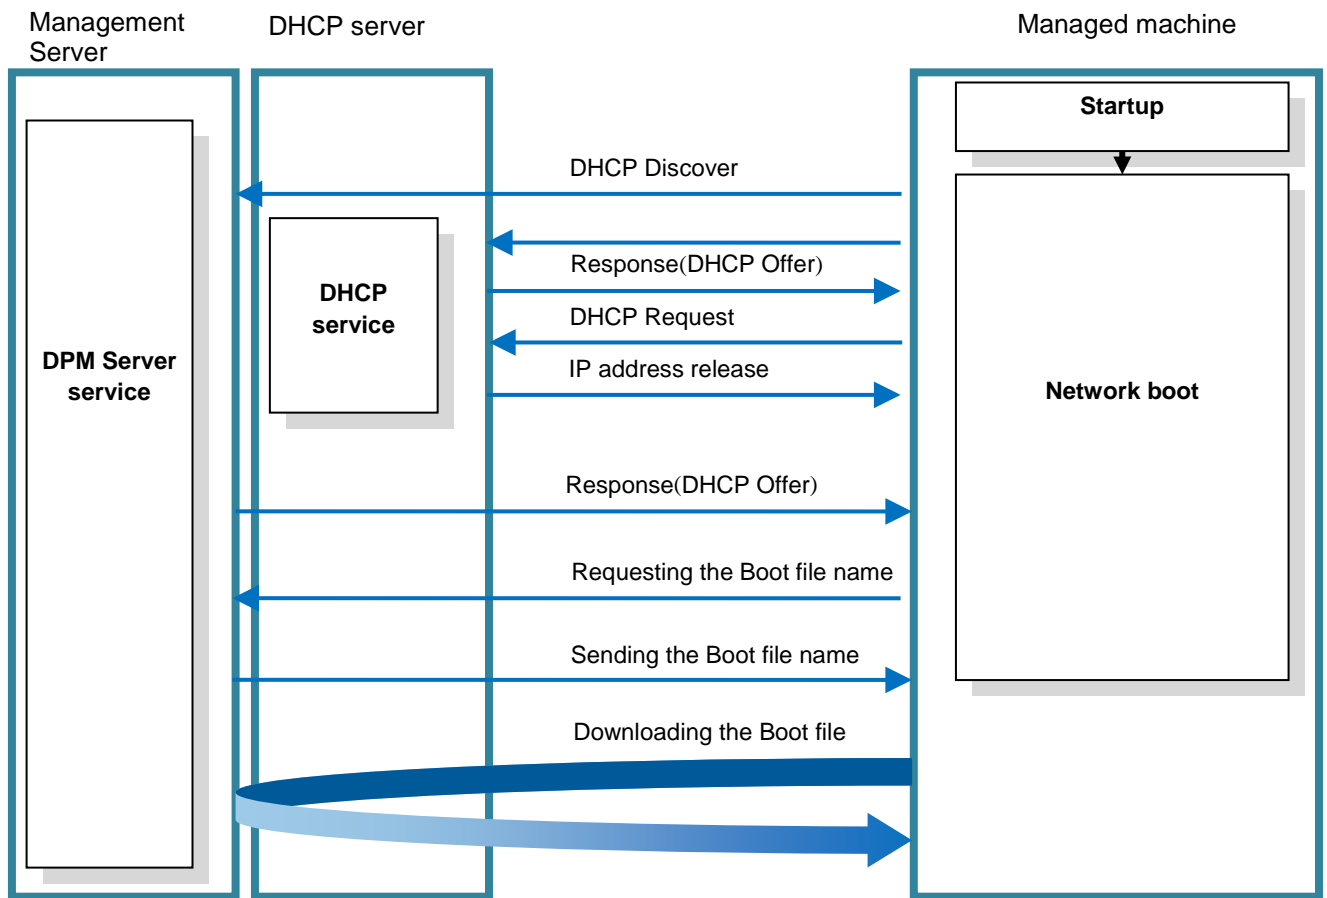 Management
Server
DHCP server
Managed machine
Startup
DHCP Discover
Response(DHCP Offer)
DHCP
service
DHCP Request
IP address release
DPM Server
service
Network boot
Response(DHCP Offer)
Requesting the Boot file name
Sending the Boot file name
Downloading the Boot file